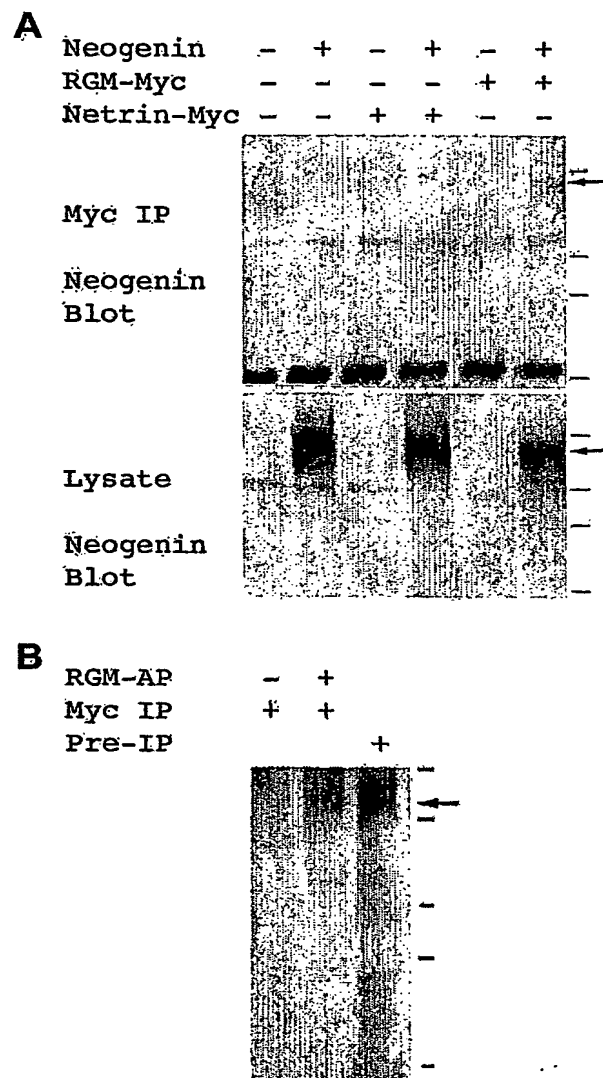 A
Neogenin - + - + - +
RGM-Myc - - - - + +
Netrin-Myc - - + + - -
Myc IP
Neogenin
Blot
Lysate
Neogenin
Blot
B
RGM-AP - +
Myc IP + +
Pre-IP +